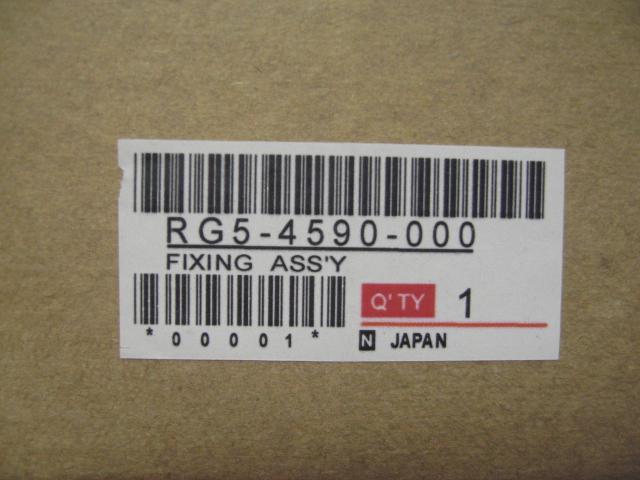 RG5-4590-000
FIXING ASS'Y
Q'TY 1
*00001*
N JAPAN